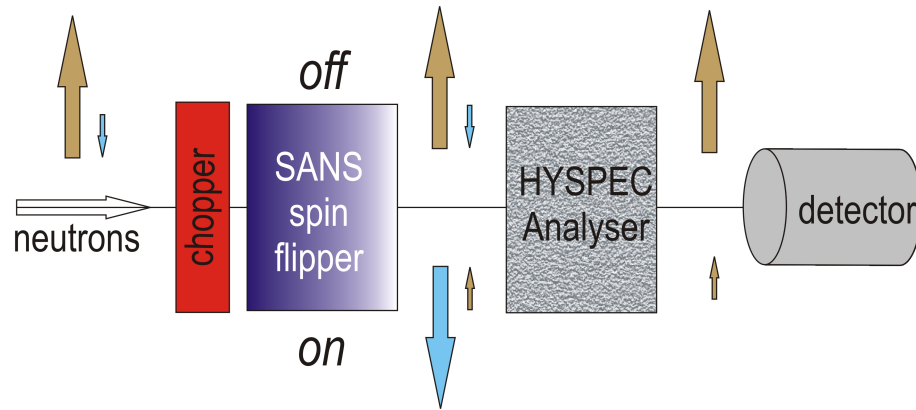 off
neutrons
chopper
SANS
spin
flipper
on
HYSPEC
Analyser
detector